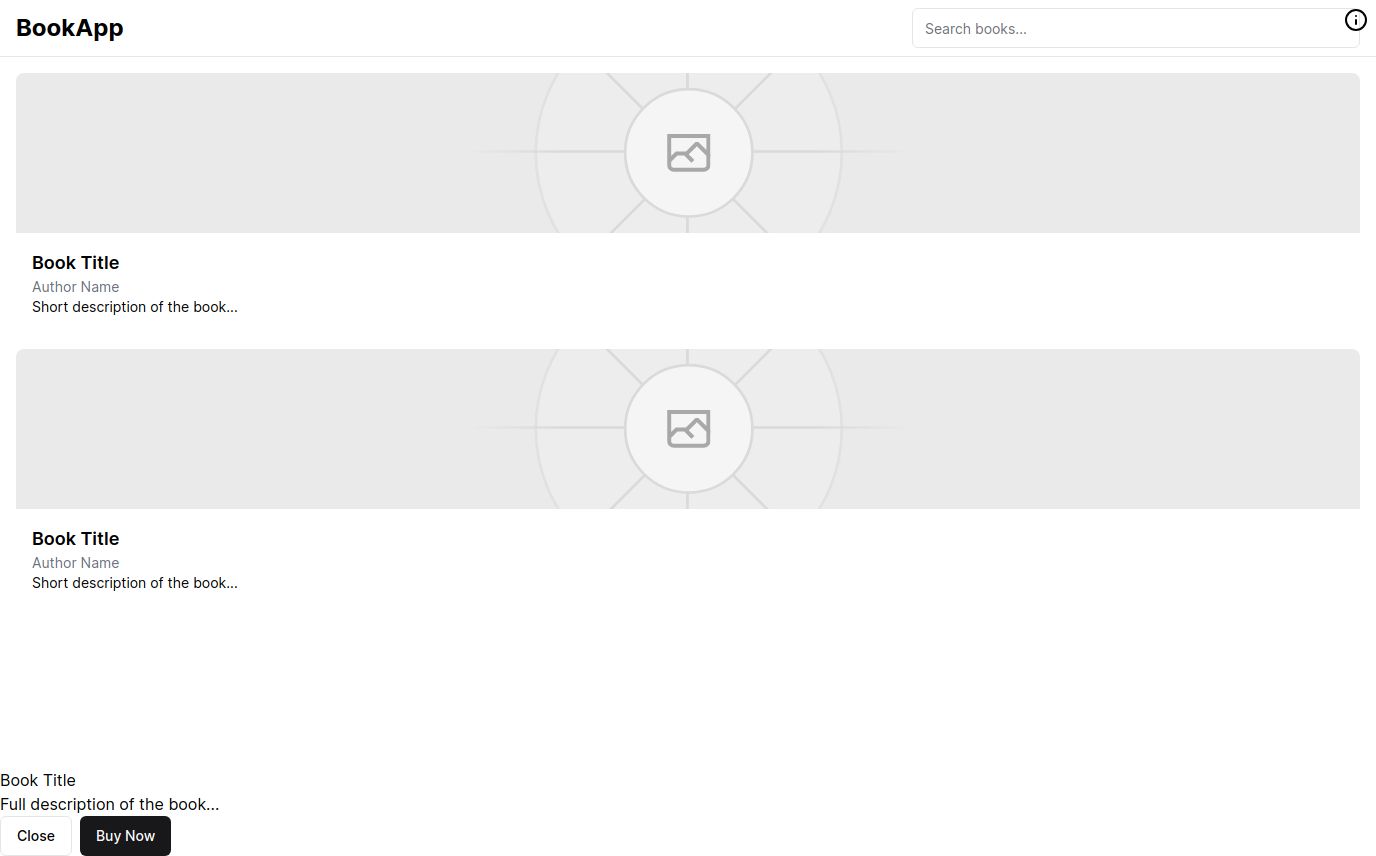 BookApp
Search books...
Book Title
Author Name
Short description of the book...
Book Title
Author Name
Short description of the book...
Book Title
Full description of the book...
Close Buy Now